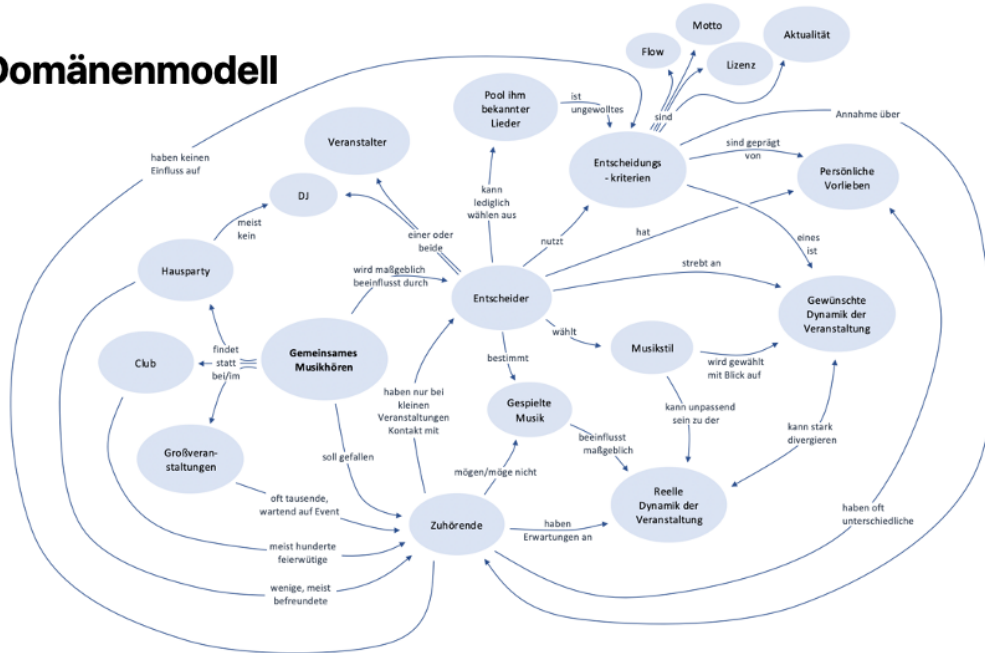 Domänenmodell
Motto
Flow
Lizenz
Aktualität
Pool ihm
bekannter
Lieder
ist
ungewolltes
sind
Annahme über
Veranstalter
Entscheidungs
- kriterien
sind geprägt
von
Persönliche
Vorlieben
haben keinen
Einfluss auf
DJ
kann
lediglich
wählen aus
meist
kein
einer oder
beide
nutzt
hat
eines
ist
Hausparty
wird maßgeblich
beeinflusst durch
Entscheider
strebt an
Gewünschte
Dynamik der
Veranstaltung
Club
findet
statt
bei/im
Gemeinsames
Musikhören
wählt
Musikstil
bestimmt
wird gewählt
mit Blick auf
haben nur bei
kleinen
Veranstaltungen
Kontakt mit
Gespielte
Musik
kann unpassend
sein zu der
kann stark
divergieren
Großveran-
staltungen
soll gefallen
beeinflusst
maßgeblich
mögen/möge nicht
oft tausende,
wartend auf Event
Zuhörende
haben
Erwartungen an
Reelle
Dynamik der
Veranstaltung
haben oft
unterschiedliche
meist hunderte
feierwütige
wenige, meist
befreundete